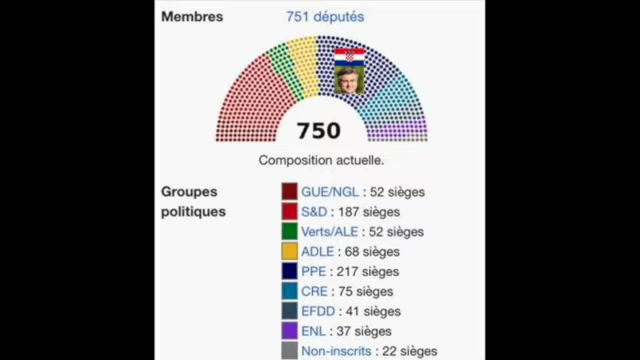 Membres 751 députés
750
Composition actuelle.
Groupes politiques
GUE/NGL : 52 sièges
S&D : 187 sièges
Verts/ALE : 52 sièges
ADLE : 68 sièges
PPE : 217 sièges
CRE : 75 sièges
EFDD : 41 sièges
ENL : 37 sièges
Non-inscrits : 22 sièges